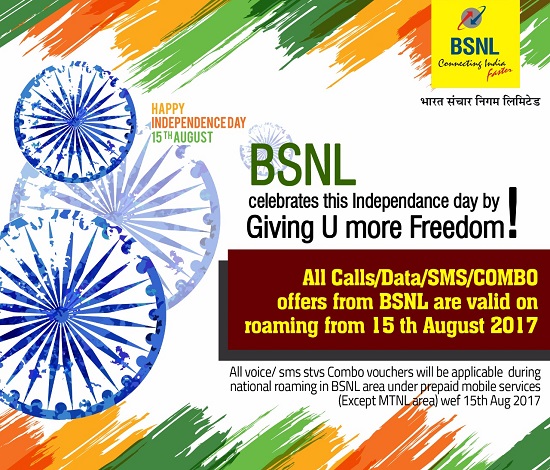 BSNL
Connecting India
Faster
भारत संचार निगम लिमिटेड
HAPPY
INDEPENDENCE DAY
15TH AUGUST
BSNL
celebrates this Independance day by
Giving U more Freedom!
All Calls/Data/SMS/COMBO
offers from BSNL are valid on
roaming from 15 th August 2017
All voice/ sms stvs Combo vouchers will be applicable during
national roaming in BSNL area under prepaid mobile services
(Except MTNL area) wef 15th Aug 2017